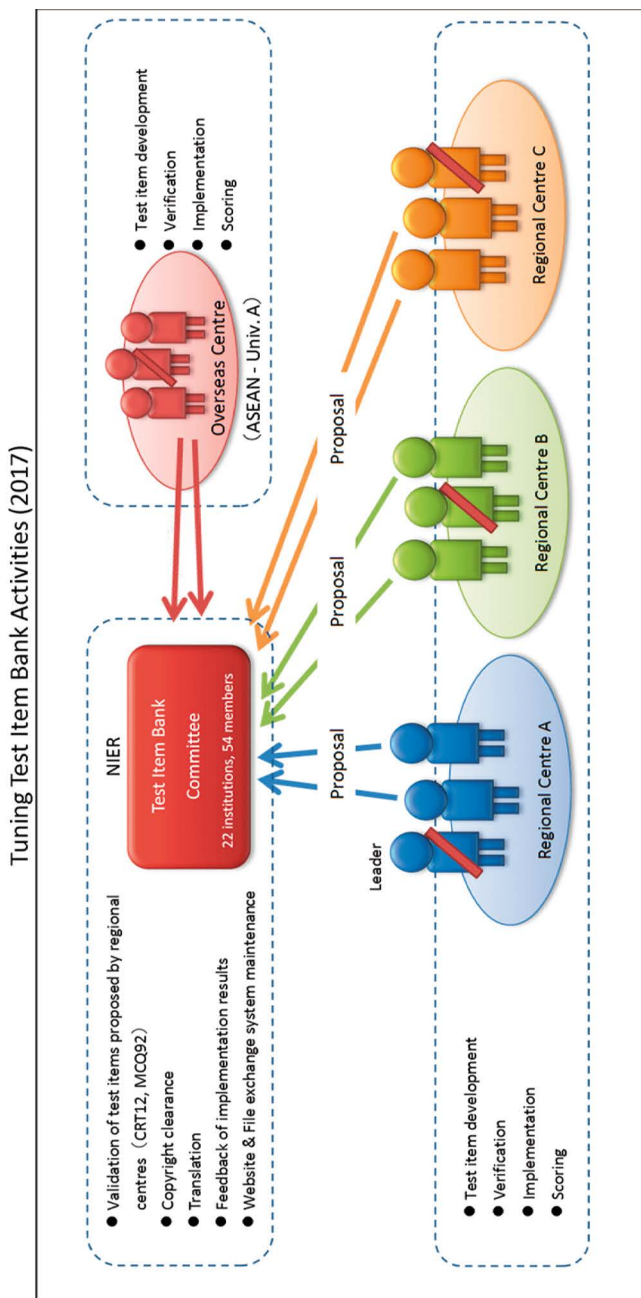 Tuning Test Item Bank Activities (2017)
● Validation of test items proposed by regional
centres (CRT12, MCQ92)
● Copyright clearance
● Translation
● Feedback of implementation results
● Website & File exchange system maintenance
NIER
Test Item Bank
Committee
22 institutions, 54 members
Overseas Centre
(ASEAN - Univ. A)
● Test item development
● Verification
● Implementation
● Scoring
Proposal
Proposal
Proposal
● Test item development
● Verification
● Implementation
● Scoring
Leader
Regional Centre A
Regional Centre B
Regional Centre C